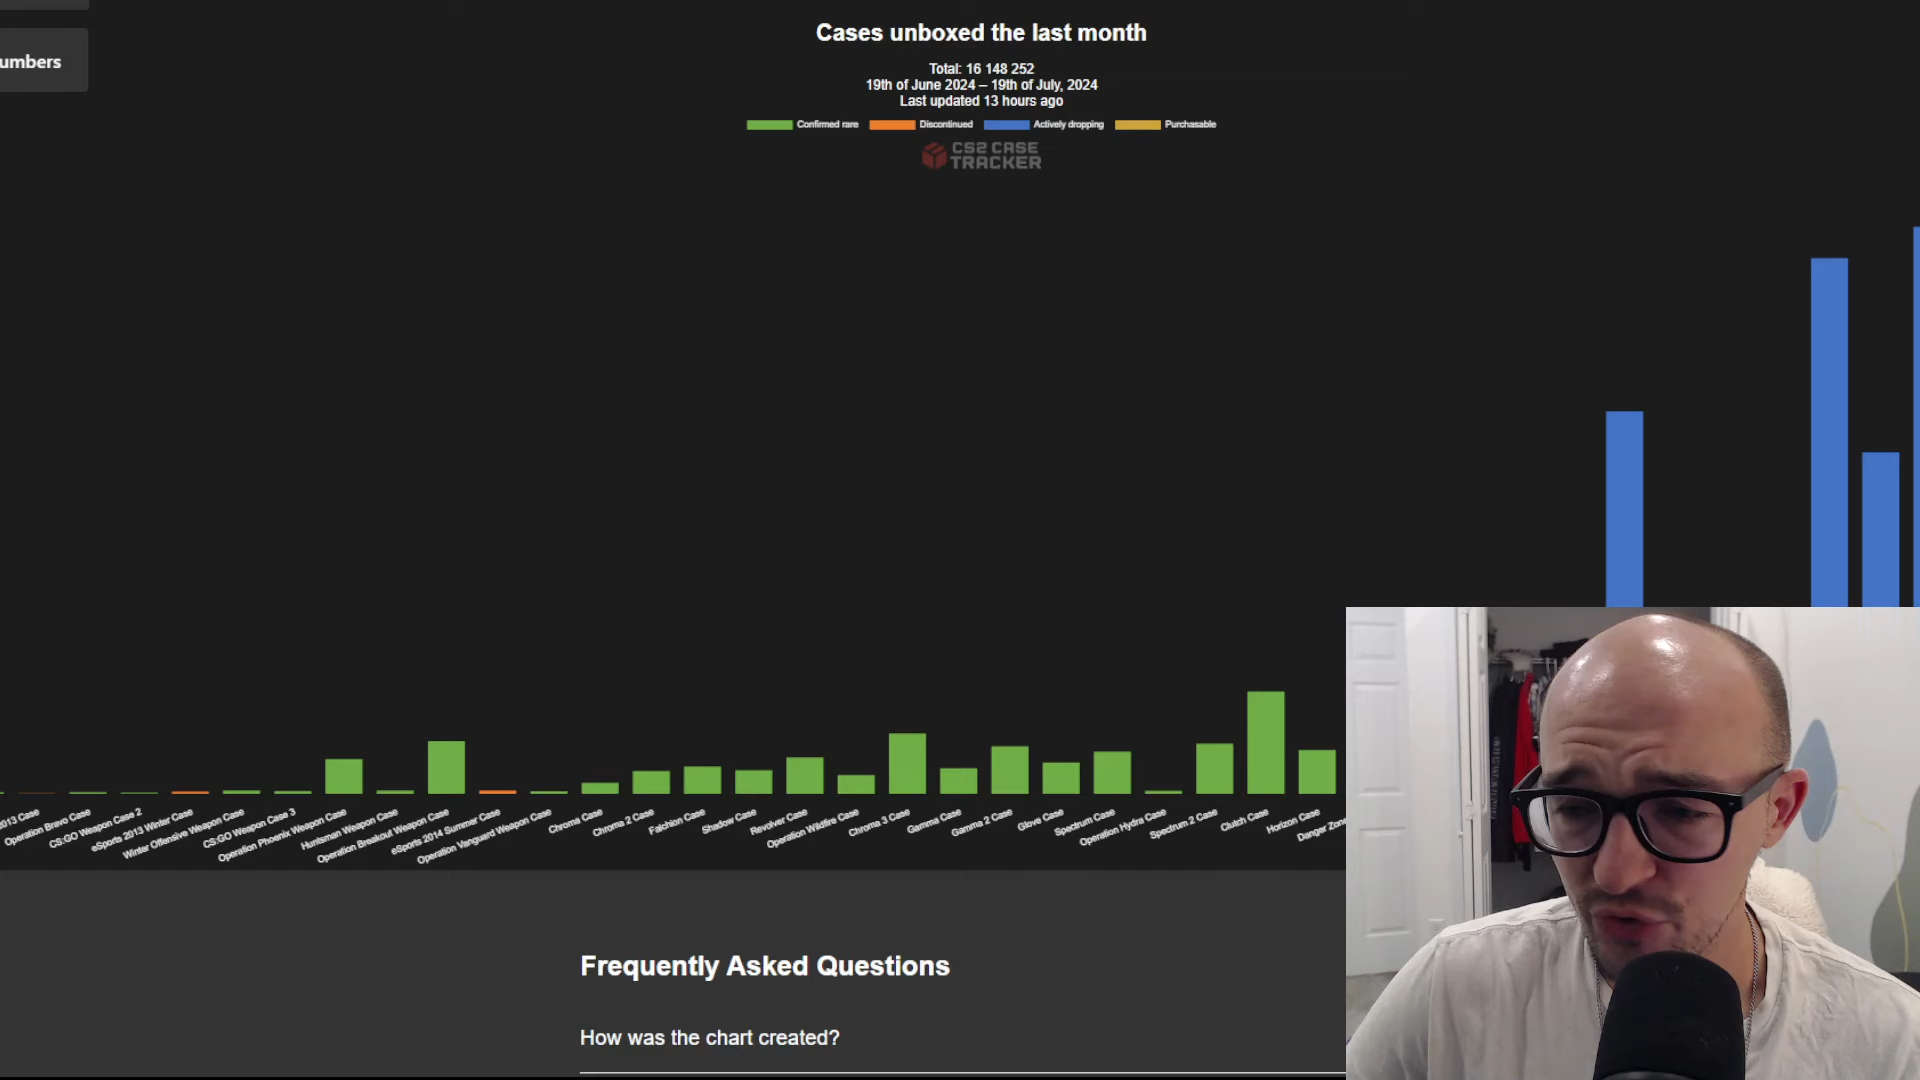 umbers
Cases unboxed the last month
Total: 16 148 252
19th of June 2024 – 19th of July, 2024
Last updated 13 hours ago
Confirmed rare
Discontinued
Actively dropping
Purchasable
CS2 CASE
TRACKER
2013 Case
Operation Bravo Case
CS:GO Weapon Case 2
eSports 2013 Winter Case
Winter Offensive Weapon Case
CS:GO Weapon Case 3
Operation Phoenix Weapon Case
Huntsman Weapon Case
Operation Breakout Weapon Case
eSports 2014 Summer Case
Operation Vanguard Weapon Case
Chroma Case
Chroma 2 Case
Falchion Case
Shadow Case
Revolver Case
Operation Wildfire Case
Chroma 3 Case
Gamma Case
Gamma 2 Case
Glove Case
Spectrum Case
Operation Hydra Case
Spectrum 2 Case
Clutch Case
Horizon Case
Danger Zone
Frequently Asked Questions
How was the chart created?